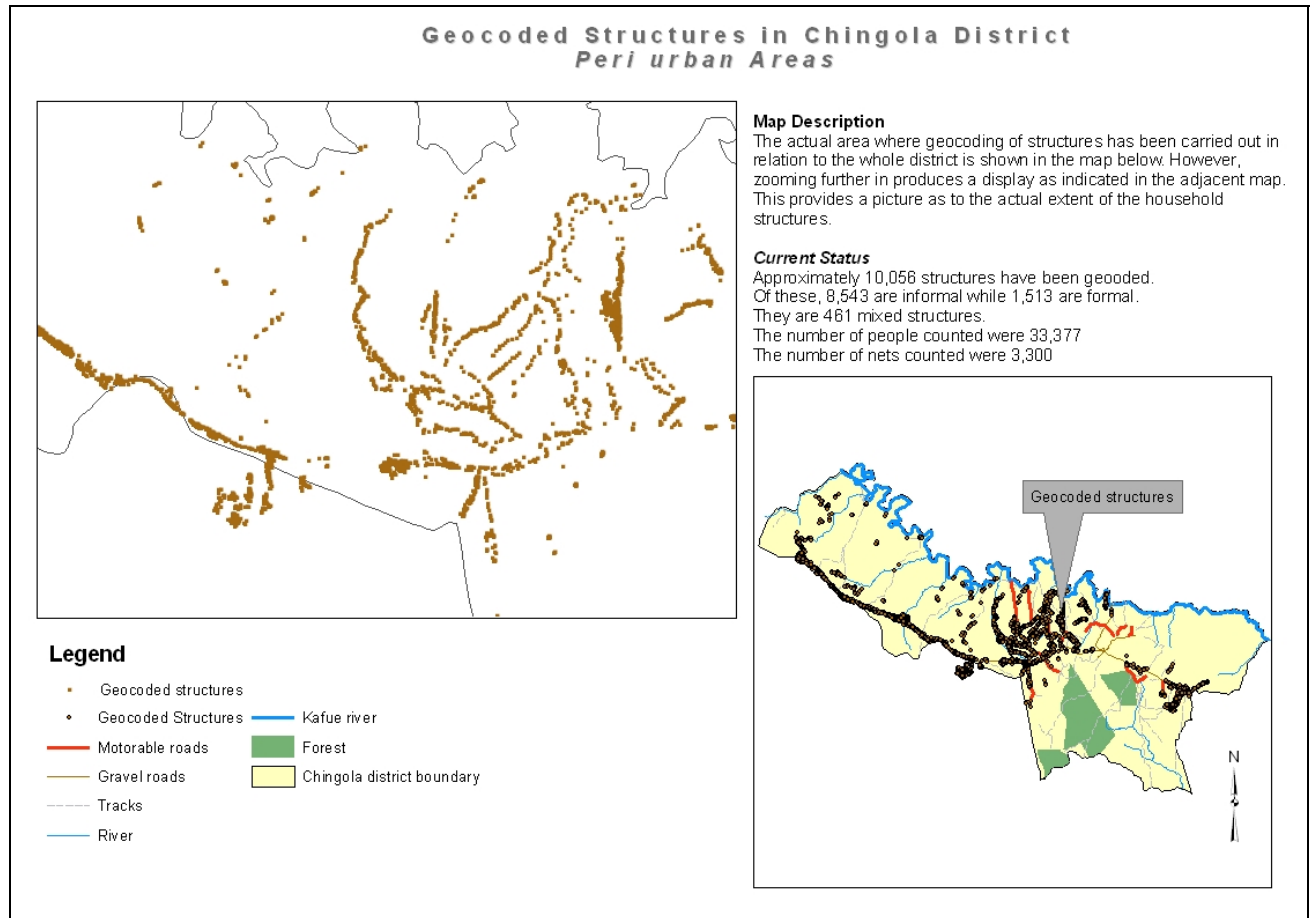 Geocoded Structures in Chingola District
Peri urban Areas
Map Description
The actual area where geocoding of structures has been carried out in
relation to the whole district is shown in the map below. However,
zooming further in produces a display as indicated in the adjacent map.
This provides a picture as to the actual extent of the household
structures.
Current Status
Approximately 10,056 structures have been geooded.
Of these, 8,543 are informal while 1,513 are formal.
They are 461 mixed structures.
The number of people counted were 33,377
The number of nets counted were 3,300
Geocoded structures
N
Legend
Geocoded structures
Geocoded Structures
Motorable roads
Gravel roads
Tracks
River
Kafue river
Forest
Chingola district boundary